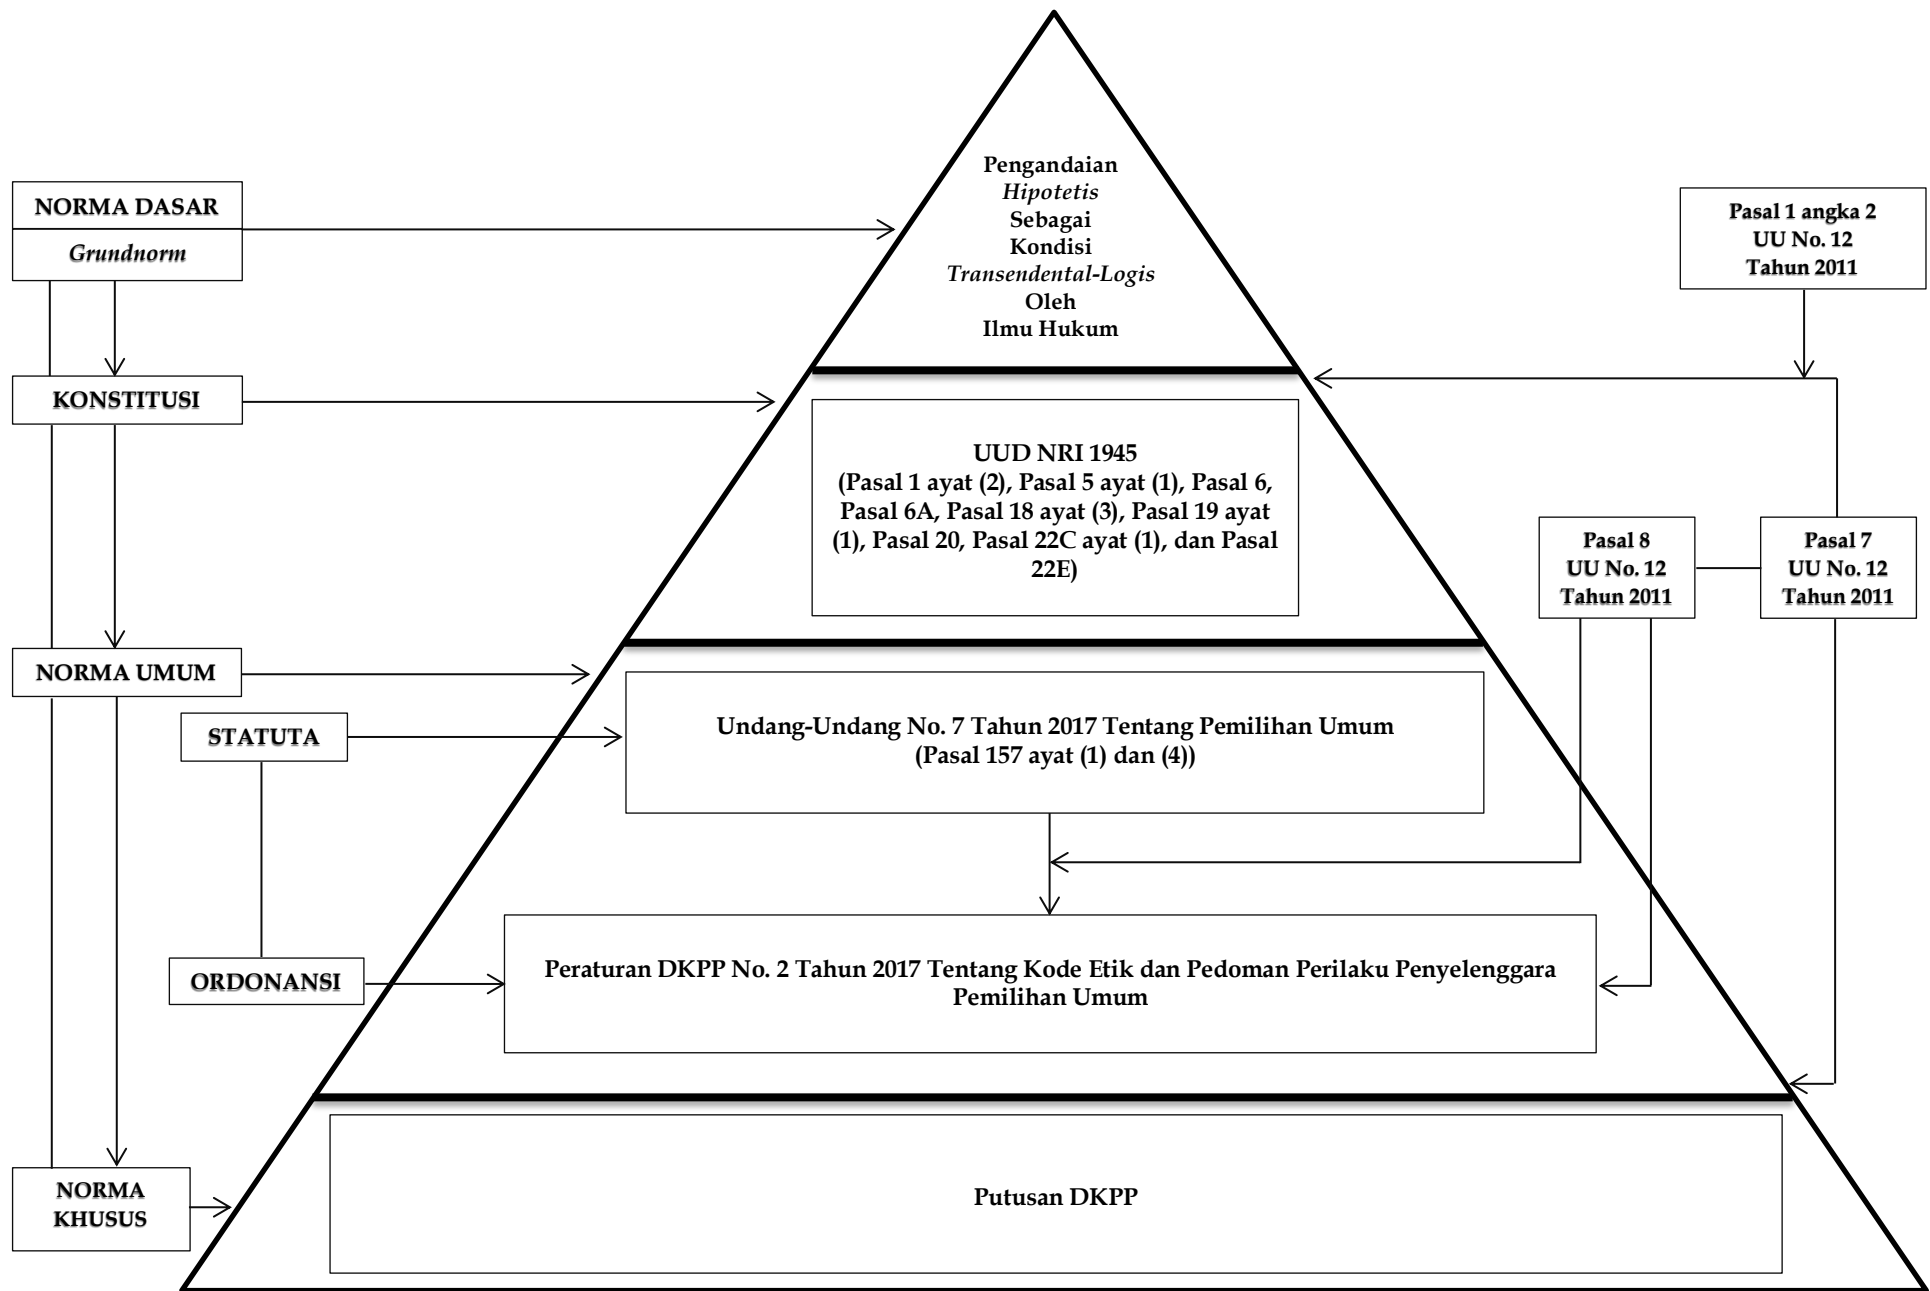 Pengandaian
Hipotetis
Sebagai
Kondisi
Transendental-Logis
Oleh
Ilmu Hukum
NORMA DASAR
Grundnorm
Pasal 1 angka 2
UU No. 12
Tahun 2011
KONSTITUSI
UUD NRI 1945
(Pasal 1 ayat (2), Pasal 5 ayat (1), Pasal 6,
Pasal 6A, Pasal 18 ayat (3), Pasal 19 ayat
(1), Pasal 20, Pasal 22C ayat (1), dan Pasal
22E)
Pasal 8
UU No. 12
Tahun 2011
Pasal 7
UU No. 12
Tahun 2011
NORMA UMUM
STATUTA
Undang-Undang No. 7 Tahun 2017 Tentang Pemilihan Umum
(Pasal 157 ayat (1) dan (4))
ORDONANSI
Peraturan DKPP No. 2 Tahun 2017 Tentang Kode Etik dan Pedoman Perilaku Penyelenggara
Pemilihan Umum
NORMA
KHUSUS
Putusan DKPP